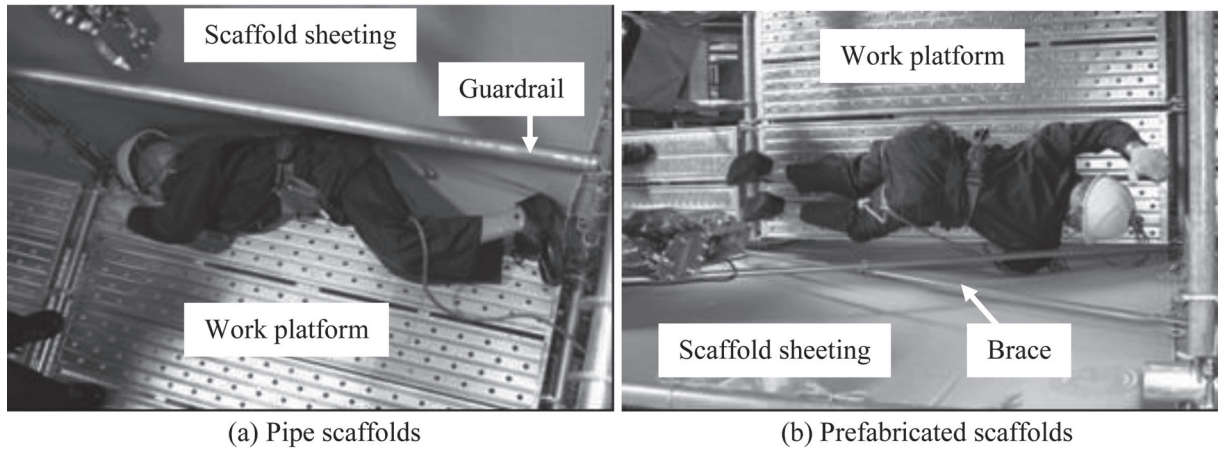 Scaffold sheeting
Guardrail
Work platform
(a) Pipe scaffolds
Work platform
Scaffold sheeting
Brace
(b) Prefabricated scaffolds